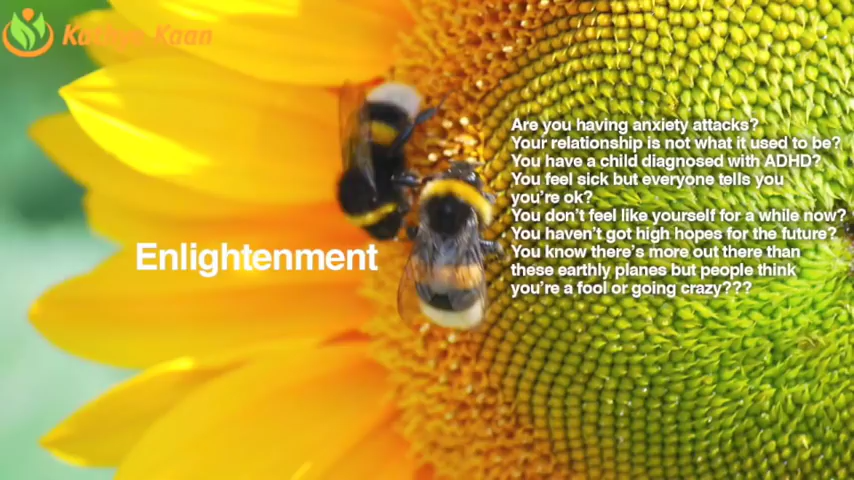 Kaan
Enlightenment
Are you having anxiety attacks?
Your relationship is not what it used to be?
You have a child diagnosed with ADHD?
You feel sick but everyone tells you
you're ok?
You don't feel like yourself for a while now?
You haven't got high hopes for the future?
You know there's more out there than
these earthly planes but people think
you're a fool or going crazy???